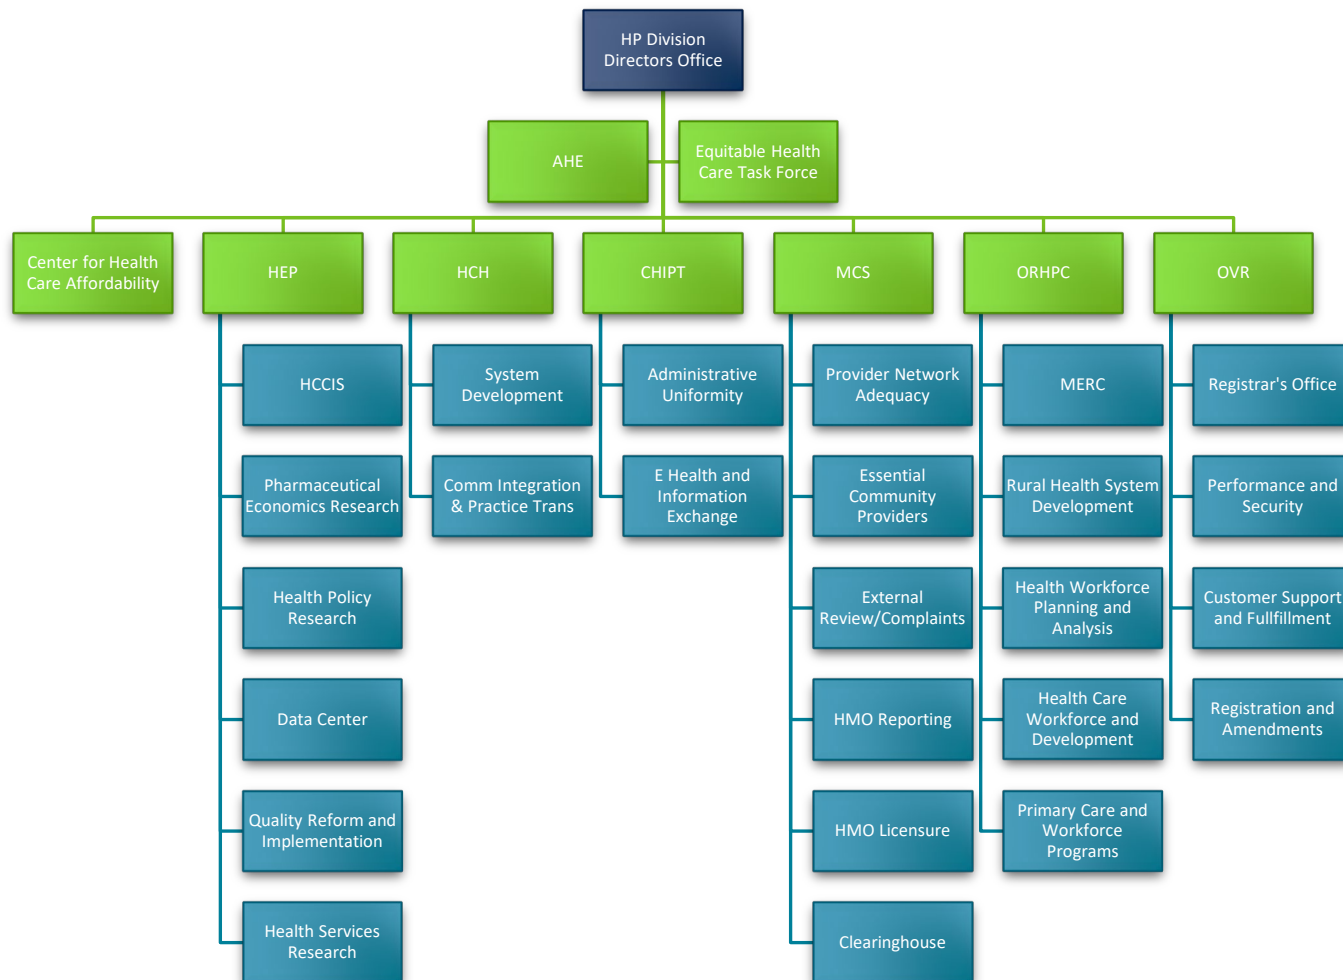 HP Division
Directors Office
AHE
Equitable Health
Care Task Force
Center for Health
Care Affordability
HEP
HCH
CHIPT
MCS
ORHPC
OVR
HCCIS
Pharmaceutical
Economics Research
Health Policy
Research
Data Center
Quality Reform and
Implementation
Health Services
Research
System
Development
Comm Integration
& Practice Trans
Administrative
Uniformity
E Health and
Information
Exchange
Provider Network
Adequacy
Essential
Community
Providers
External
Review/Complaints
HMO Reporting
HMO Licensure
Clearinghouse
MERC
Rural Health System
Development
Health Workforce
Planning and
Analysis
Health Care
Workforce and
Development
Primary Care and
Workforce
Programs
Registrar's Office
Performance and
Security
Customer Support
and Fullfillment
Registration and
Amendments